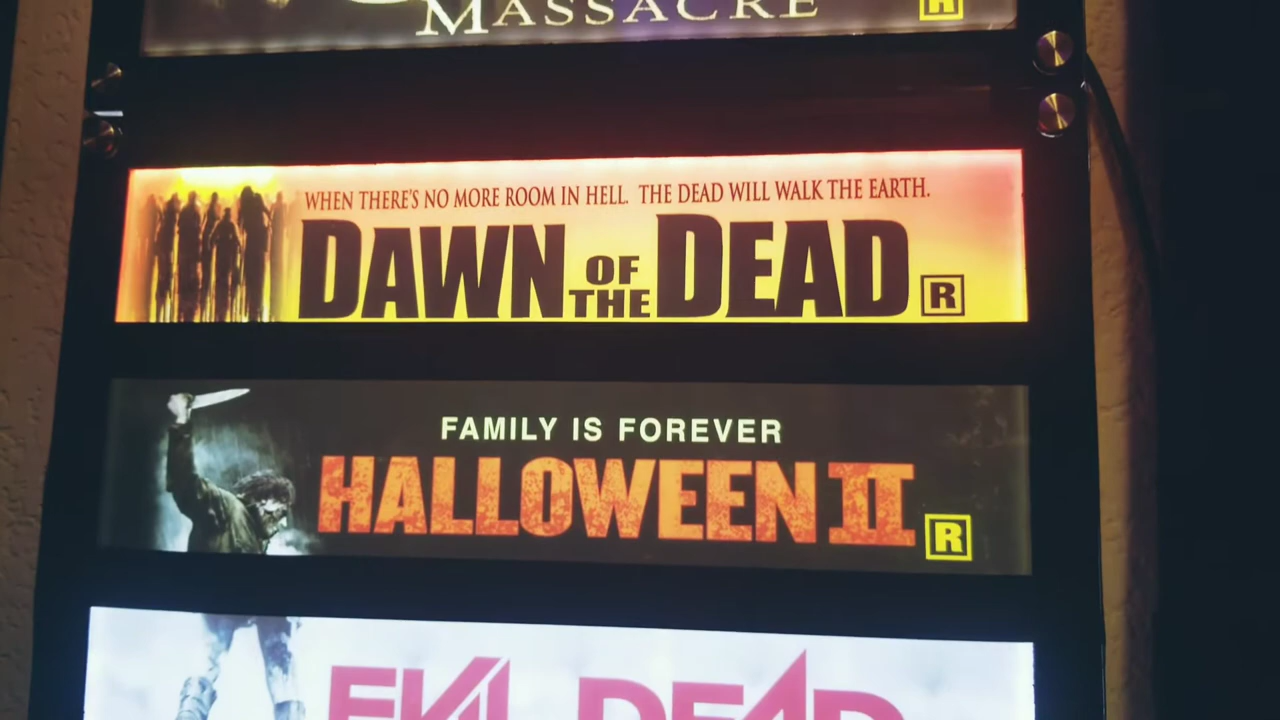 MASSACRE
R
WHEN THERE'S NO MORE ROOM IN HELL. THE DEAD WILL WALK THE EARTH.
DAWN OF THE DEAD
R
FAMILY IS FOREVER
HALLOWEEN II
R
EVIL DEAD